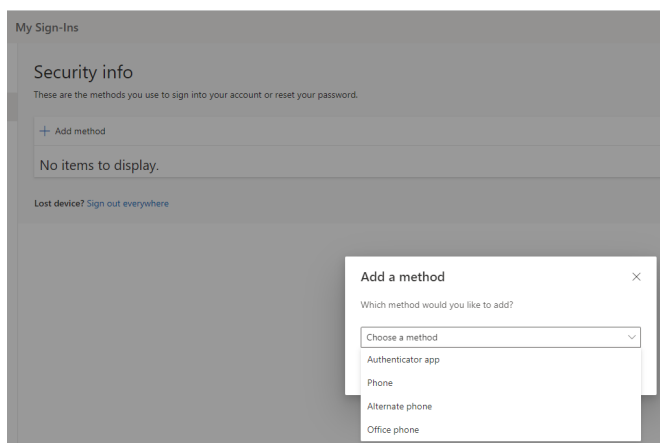 My Sign-Ins
Security info
These are the methods you use to sign into your account or reset your password.
+ Add method
No items to display.
Lost device? Sign out everywhere
Add a method
Which method would you like to add?
Choose a method
Authenticator app
Phone
Alternate phone
Office phone